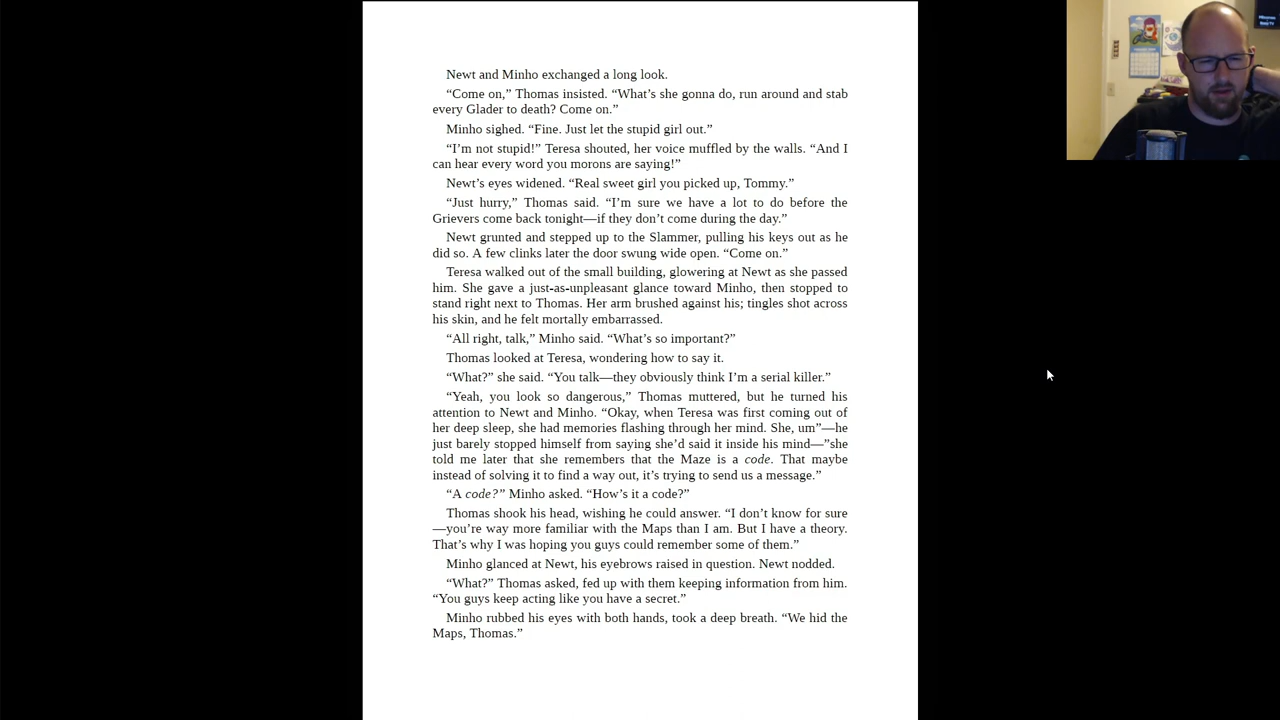 Newt and Minho exchanged a long look.
“Come on,” Thomas insisted. “What’s she gonna do, run around and stab
every Glader to death? Come on.”
Minho sighed. “Fine. Just let the stupid girl out.”
“I’m not stupid!” Teresa shouted, her voice muffled by the walls. “And I
can hear every word you morons are saying!”
Newt’s eyes widened. “Real sweet girl you picked up, Tommy.”
“Just hurry,” Thomas said. “I’m sure we have a lot to do before the
Grievers come back tonight—if they don’t come during the day.”
Newt grunted and stepped up to the Slammer, pulling his keys out as he
did so. A few clinks later the door swung wide open. “Come on.”
Teresa walked out of the small building, glowering at Newt as she passed
him. She gave a just-as-unpleasant glance toward Minho, then stopped to
stand right next to Thomas. Her arm brushed against his; tingles shot across
his skin, and he felt mortally embarrassed.
“All right, talk,” Minho said. “What’s so important?”
Thomas looked at Teresa, wondering how to say it.
“What?” she said. “You talk—they obviously think I’m a serial killer.”
“Yeah, you look so dangerous,” Thomas muttered, but he turned his
attention to Newt and Minho. “Okay, when Teresa was first coming out of
her deep sleep, she had memories flashing through her mind. She, um”—he
just barely stopped himself from saying she’d said it inside his mind—”she
told me later that she remembers that the Maze is a code. That maybe
instead of solving it to find a way out, it’s trying to send us a message.”
“A code?” Minho asked. “How’s it a code?”
Thomas shook his head, wishing he could answer. “I don’t know for sure
—you’re way more familiar with the Maps than I am. But I have a theory.
That’s why I was hoping you guys could remember some of them.”
Minho glanced at Newt, his eyebrows raised in question. Newt nodded.
“What?” Thomas asked, fed up with them keeping information from him.
“You guys keep acting like you have a secret.”
Minho rubbed his eyes with both hands, took a deep breath. “We hid the
Maps, Thomas.”